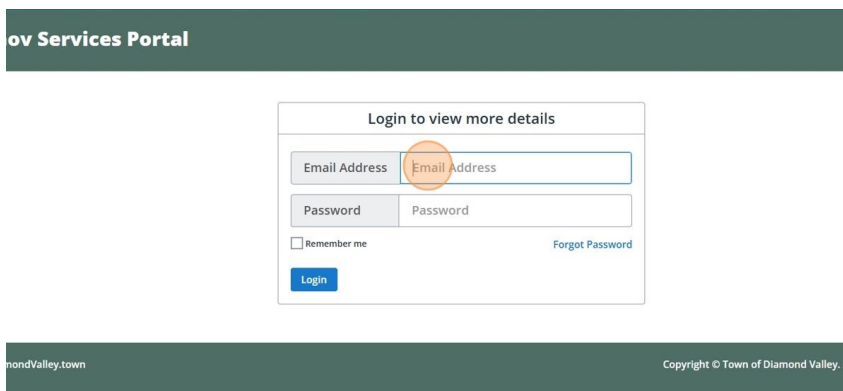 ov Services Portal
Login to view more details
Email Address Email Address
Password Password
Remember me Forgot Password
Login
mondValley.town Copyright © Town of Diamond Valley.